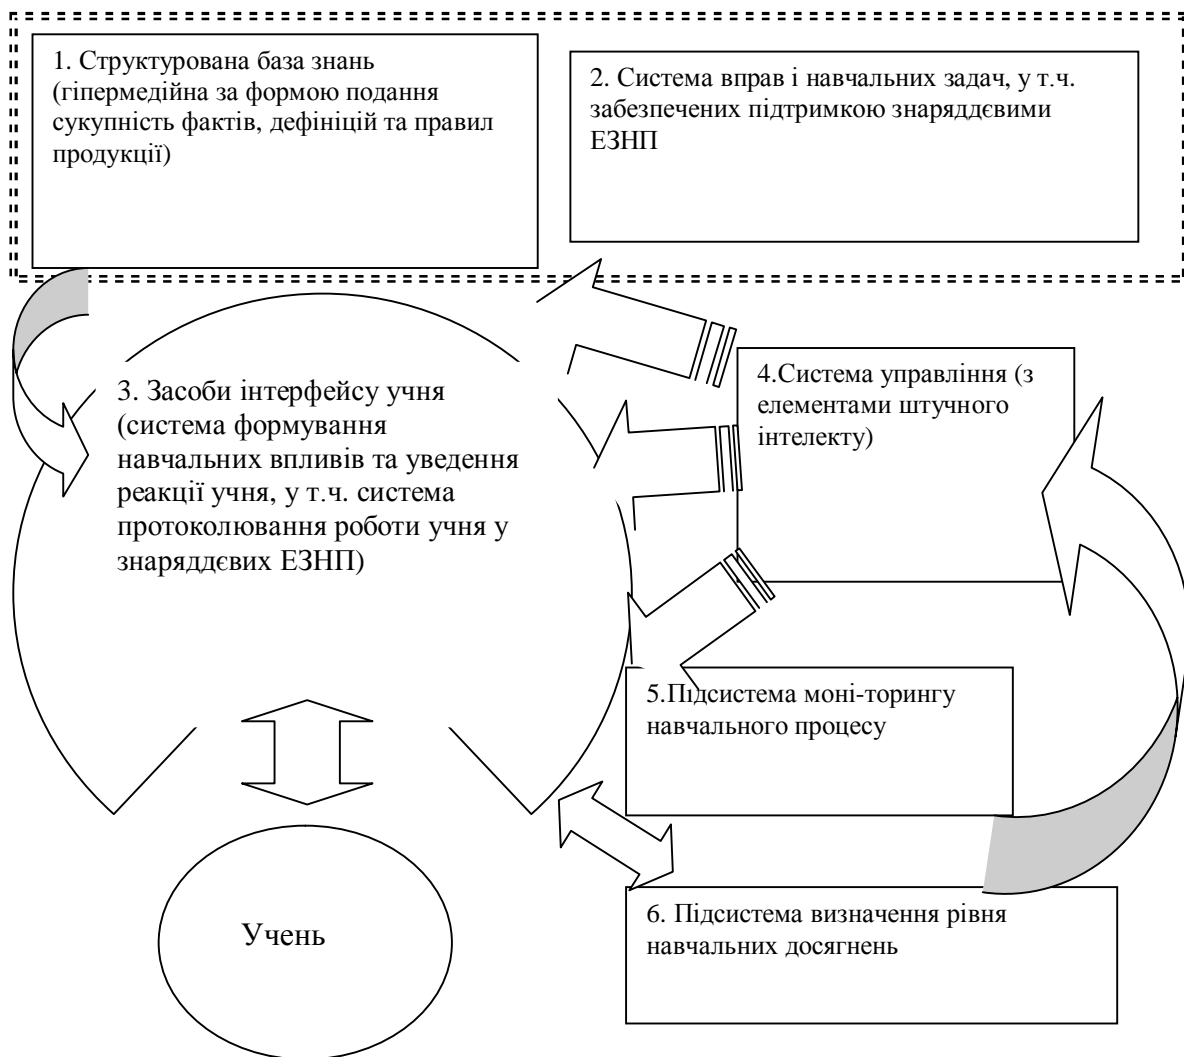 1. Структурована база знань
(гіпермедійна за формою подання
сукупність фактів, дефініцій та правил
продукції)
2. Система вправ і навчальних задач, у т.ч.
забезпечених підтримкою знаряддєвими
ЕЗНП
3. Засоби інтерфейсу учня
(система формування
навчальних впливів та уведення
реакції учня, у т.ч. система
протоколювання роботи учня у
знаряддєвих ЕЗНП)
4.Система управління (з
елементами штучного
інтелекту)
5.Підсистема моні-торингу
навчального процесу
6. Підсистема визначення рівня
навчальних досягнень
Учень